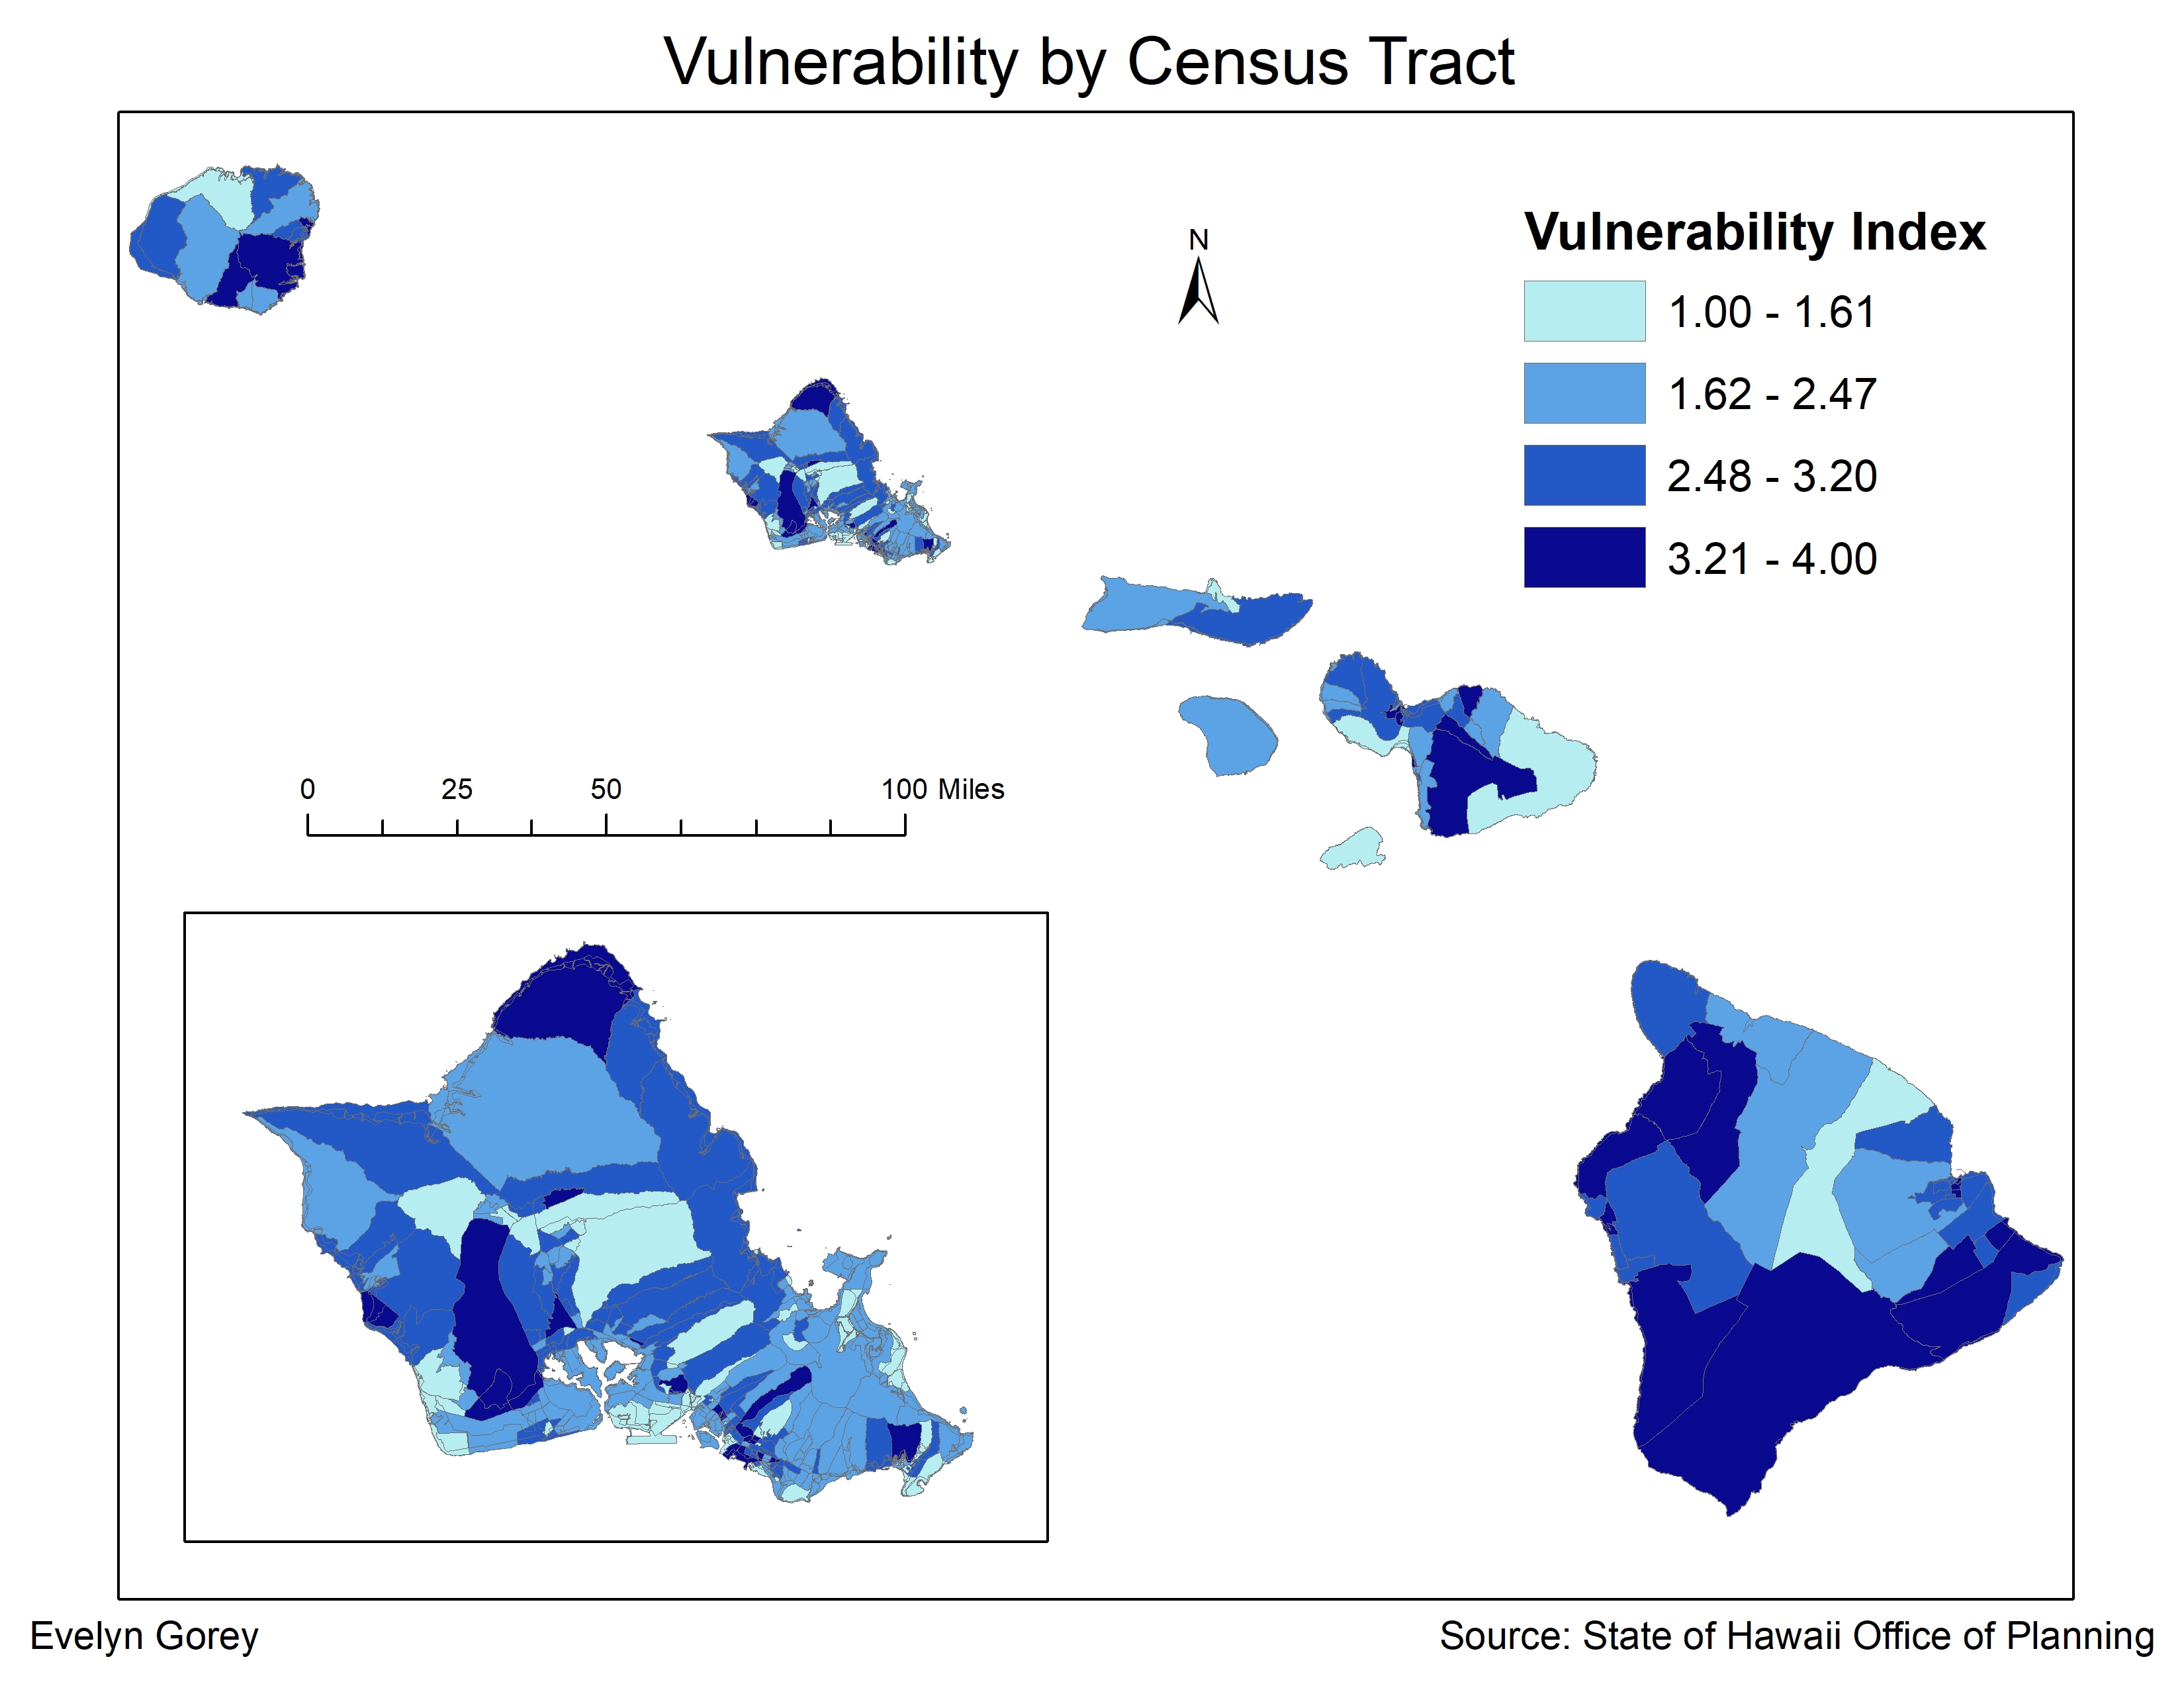 Vulnerability by Census Tract
N
Vulnerability Index
1.00 - 1.61
1.62 - 2.47
2.48 - 3.20
3.21 - 4.00
0 25 50 100 Miles
Evelyn Gorey
Source: State of Hawaii Office of Planning